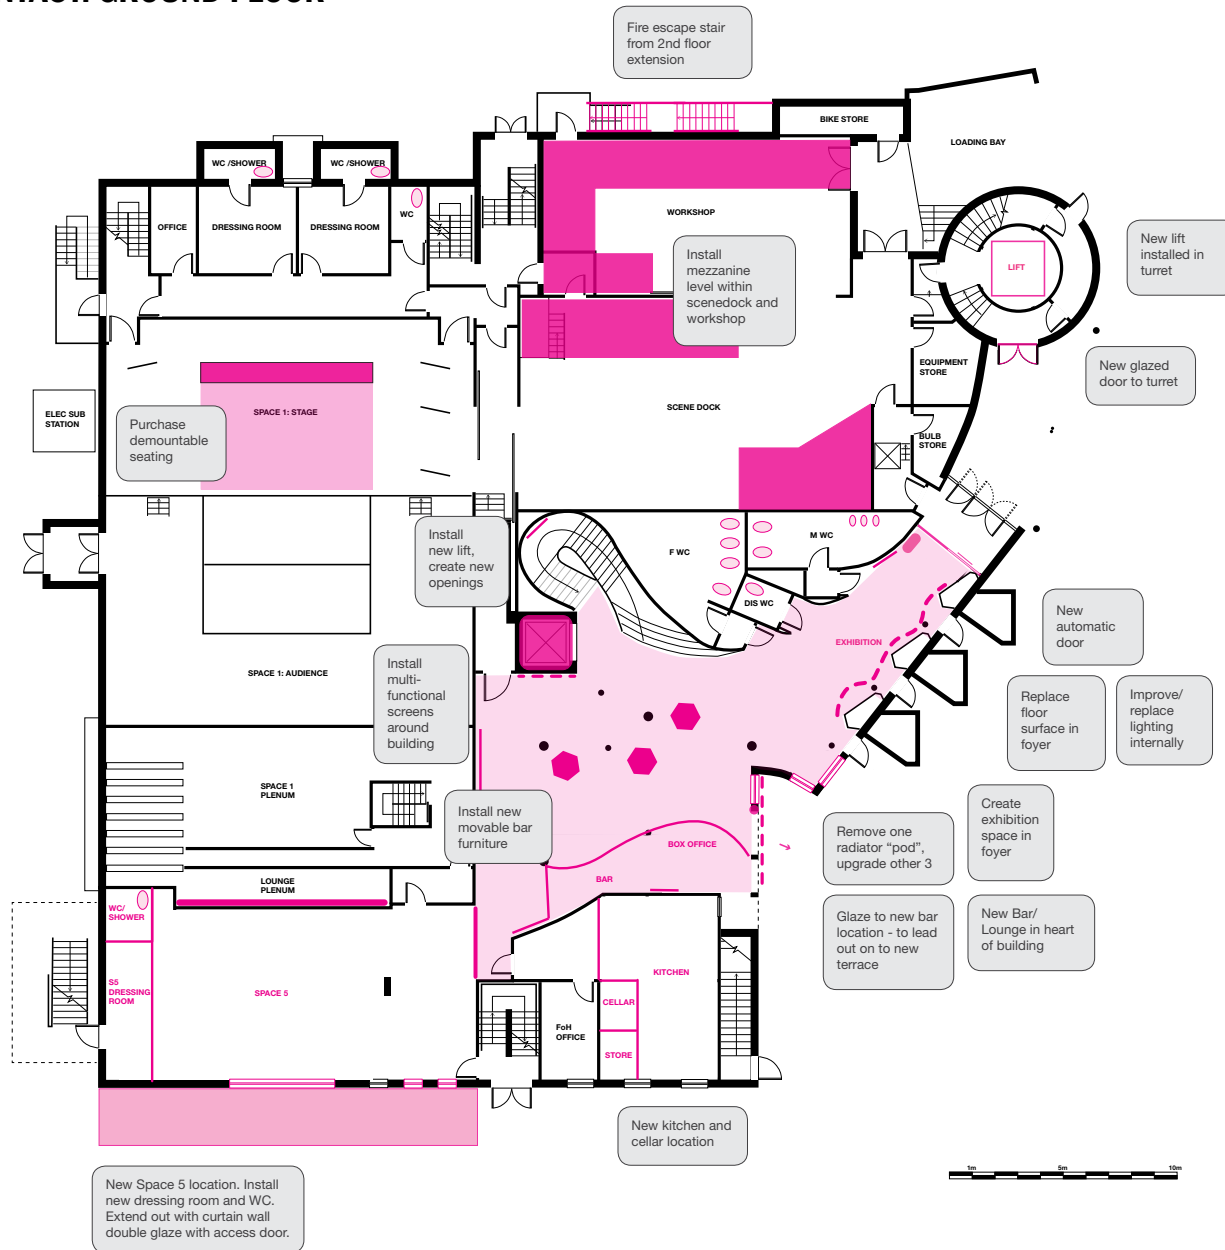 GROUND FLOOR
Fire escape stair
from 2nd floor
extension
BIKE STORE
LOADING BAY
WC /SHOWER
WC /SHOWER
OFFICE
DRESSING ROOM
DRESSING ROOM
WC
WORKSHOP
Install
mezzanine
level within
scenedock and
workshop
LIFT
New lift
installed in
turret
New glazed
door to turret
EQUIPMENT
STORE
ELEC SUB
STATION
Purchase
demountable
seating
SPACE 1: STAGE
SCENE DOCK
BULB
STORE
Install
new lift,
create new
openings
F WC
M WC
DIS WC
EXHIBITION
New
automatic
door
Install
multi-
functional
screens
around
building
SPACE 1: AUDIENCE
Replace
floor
surface in
foyer
Improve/
replace
lighting
internally
SPACE 1
PLENUM
Install new
movable bar
furniture
BOX OFFICE
Remove one
radiator “pod”,
upgrade other 3
Create
exhibition
space in
foyer
LOUNGE
PLENUM
BAR
WC/
SHOWER
Glaze to new bar
location - to lead
out on to new
terrace
New Bar/
Lounge in heart
of building
S5
DRESSING
ROOM
SPACE 5
KITCHEN
CELLAR
FoH
OFFICE
STORE
New kitchen and
cellar location
New Space 5 location. Install
new dressing room and WC.
Extend out with curtain wall
double glaze with access door.
1m
5m
10m